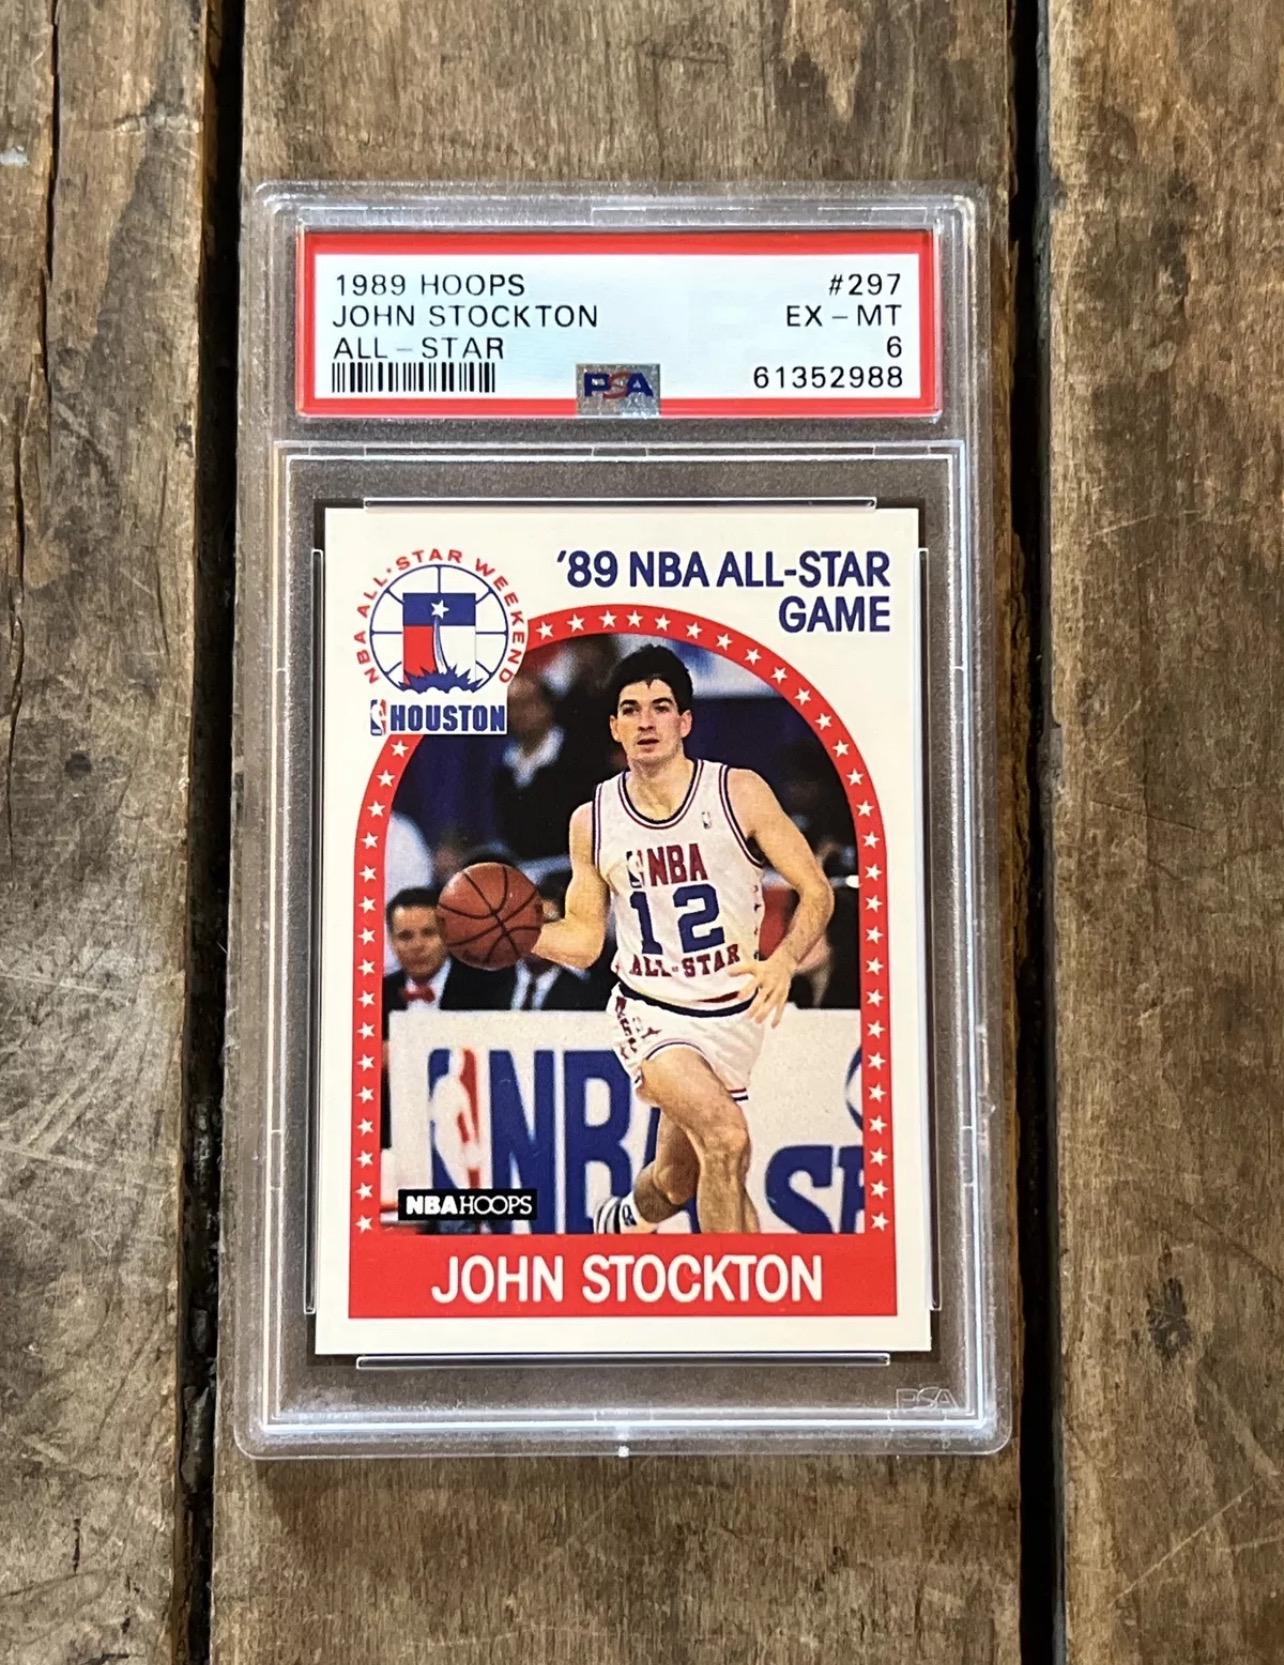 1989 HOOPS #297
JOHN STOCKTON EX - MT
ALL - STAR 6
PSA 61352988
NBA ALL·STAR WEEKEND
'89 NBA ALL-STAR
GAME
HOUSTON
NBA
12
ALL-STAR
NBA
NBA HOOPS
JOHN STOCKTON
PSA